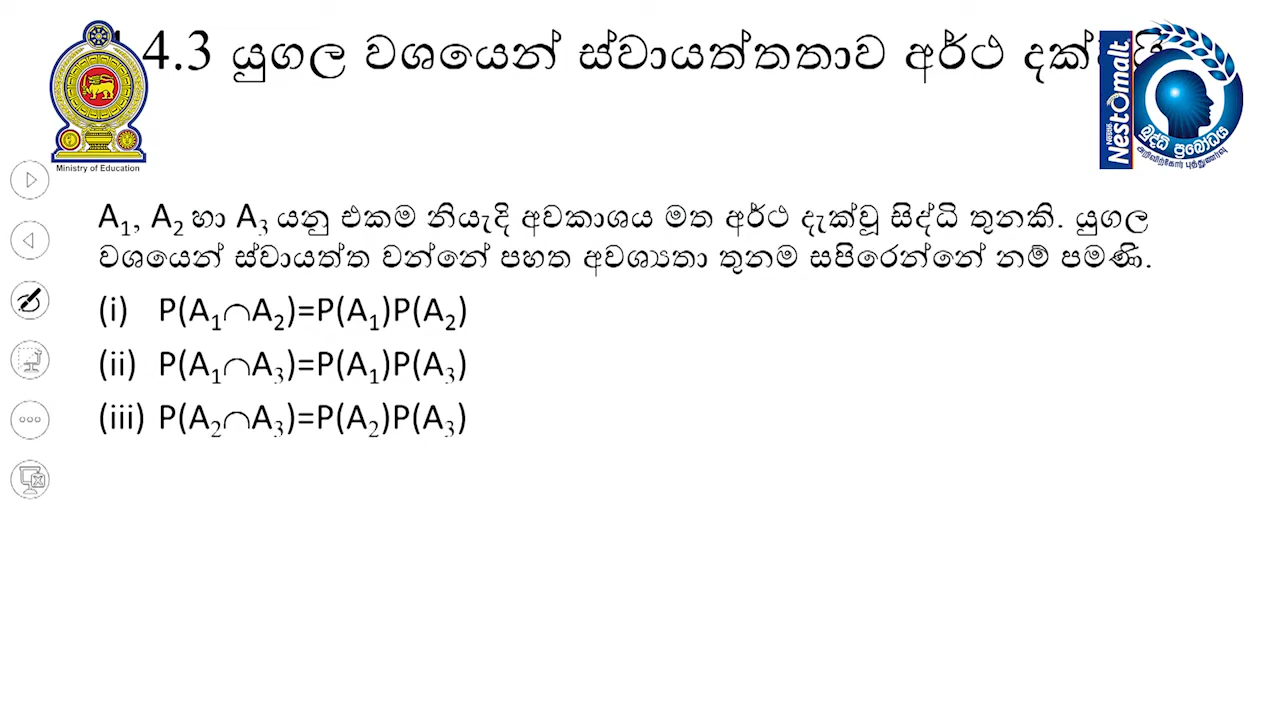 4.3 යුගල වශයෙන් ස්වායත්තතාව අර්ථ
Ministry of Education
Nestomalt
බුද්ධි ප්‍රබෝධය
A₁, A₂ හා A₃ යනු එකම නියැදි අවකාශය මත අර්ථ දැක්වූ සිද්ධි තුනකි. යුගල
වශයෙන් ස්වායත්ත වන්නේ පහත අවශ්‍යතා තුනම සපිරෙන්නේ නම් පමණි.
(i) P(A₁∩A₂)=P(A₁)P(A₂)
(ii) P(A₁∩A₃)=P(A₁)P(A₃)
(iii) P(A₂∩A₃)=P(A₂)P(A₃)